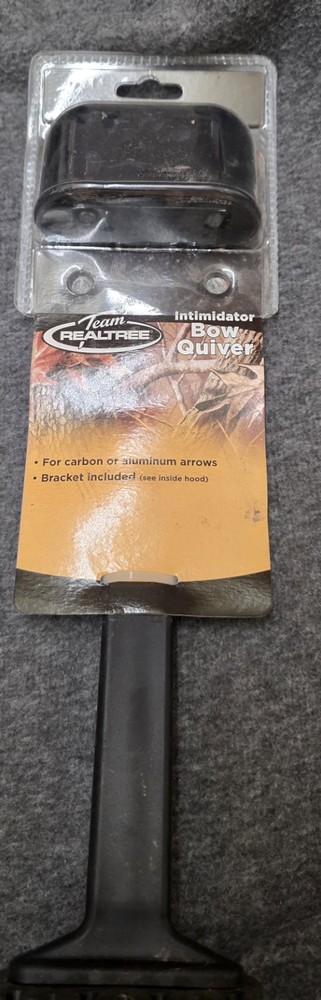 Team
REALTREE
Intimidator
Bow
Quiver
• For carbon or aluminum arrows
• Bracket included (see inside hood)